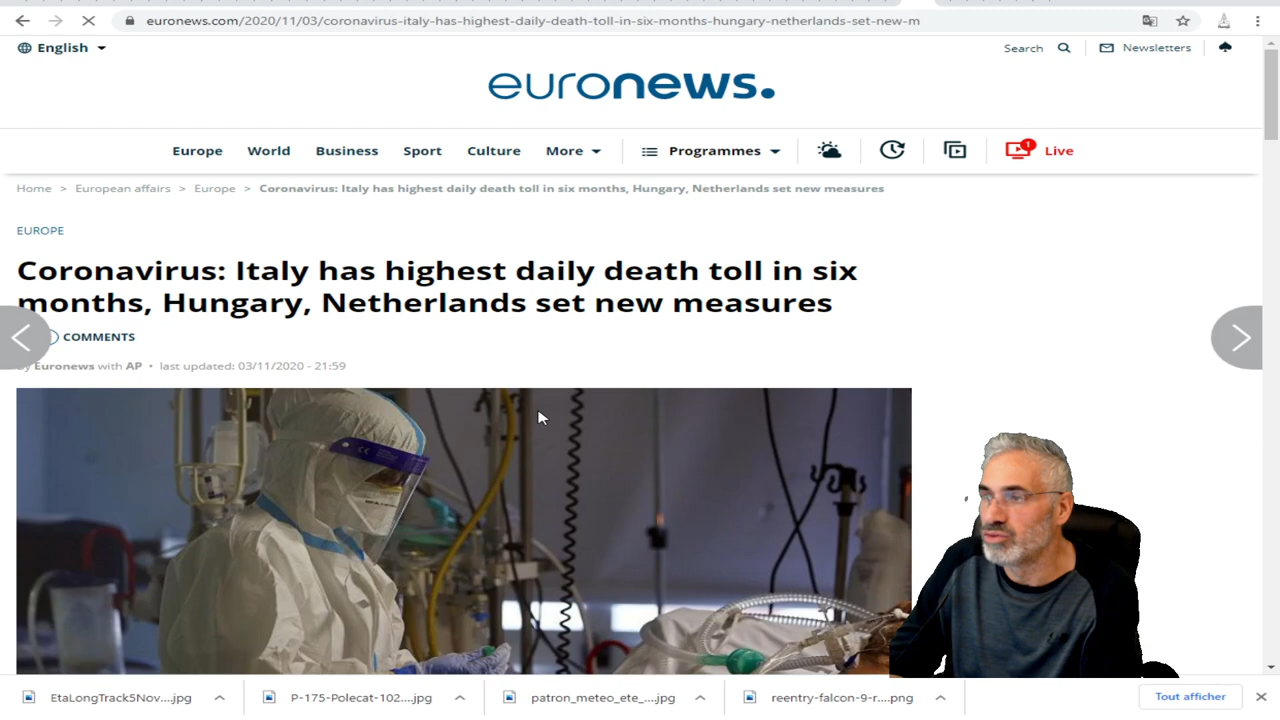 euronews.com/2020/11/03/coronavirus-italy-has-highest-daily-death-toll-in-six-months-hungary-netherlands-set-new-m
English
Search
Newsletters
euronews.
Europe World Business Sport Culture More Programmes 1 Live
Home > European affairs > Europe > Coronavirus: Italy has highest daily death toll in six months, Hungary, Netherlands set new measures
EUROPE
Coronavirus: Italy has highest daily death toll in six
months, Hungary, Netherlands set new measures
COMMENTS
By Euronews with AP • last updated: 03/11/2020 - 21:59
EtaLongTrack5Nov....jpg P-175-Polecat-102....jpg patron_meteo_ete_....jpg reentry-falcon-9-r....png Tout afficher